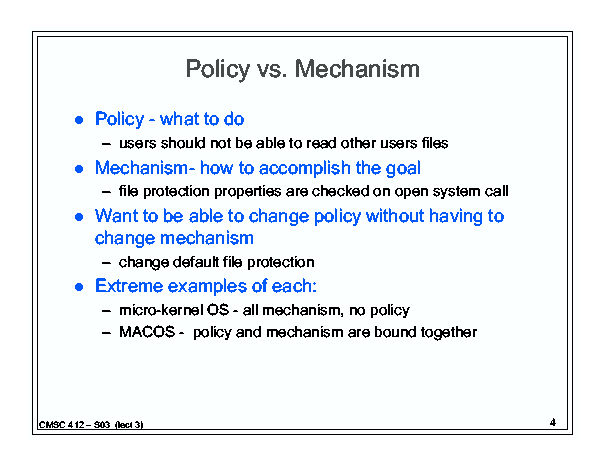 Policy vs. Mechanism
● Policy - what to do
– users should not be able to read other users files
● Mechanism- how to accomplish the goal
– file protection properties are checked on open system call
● Want to be able to change policy without having to
change mechanism
– change default file protection
● Extreme examples of each:
– micro-kernel OS - all mechanism, no policy
– MACOS - policy and mechanism are bound together
CMSC 412 – S03 (lect 3)
4